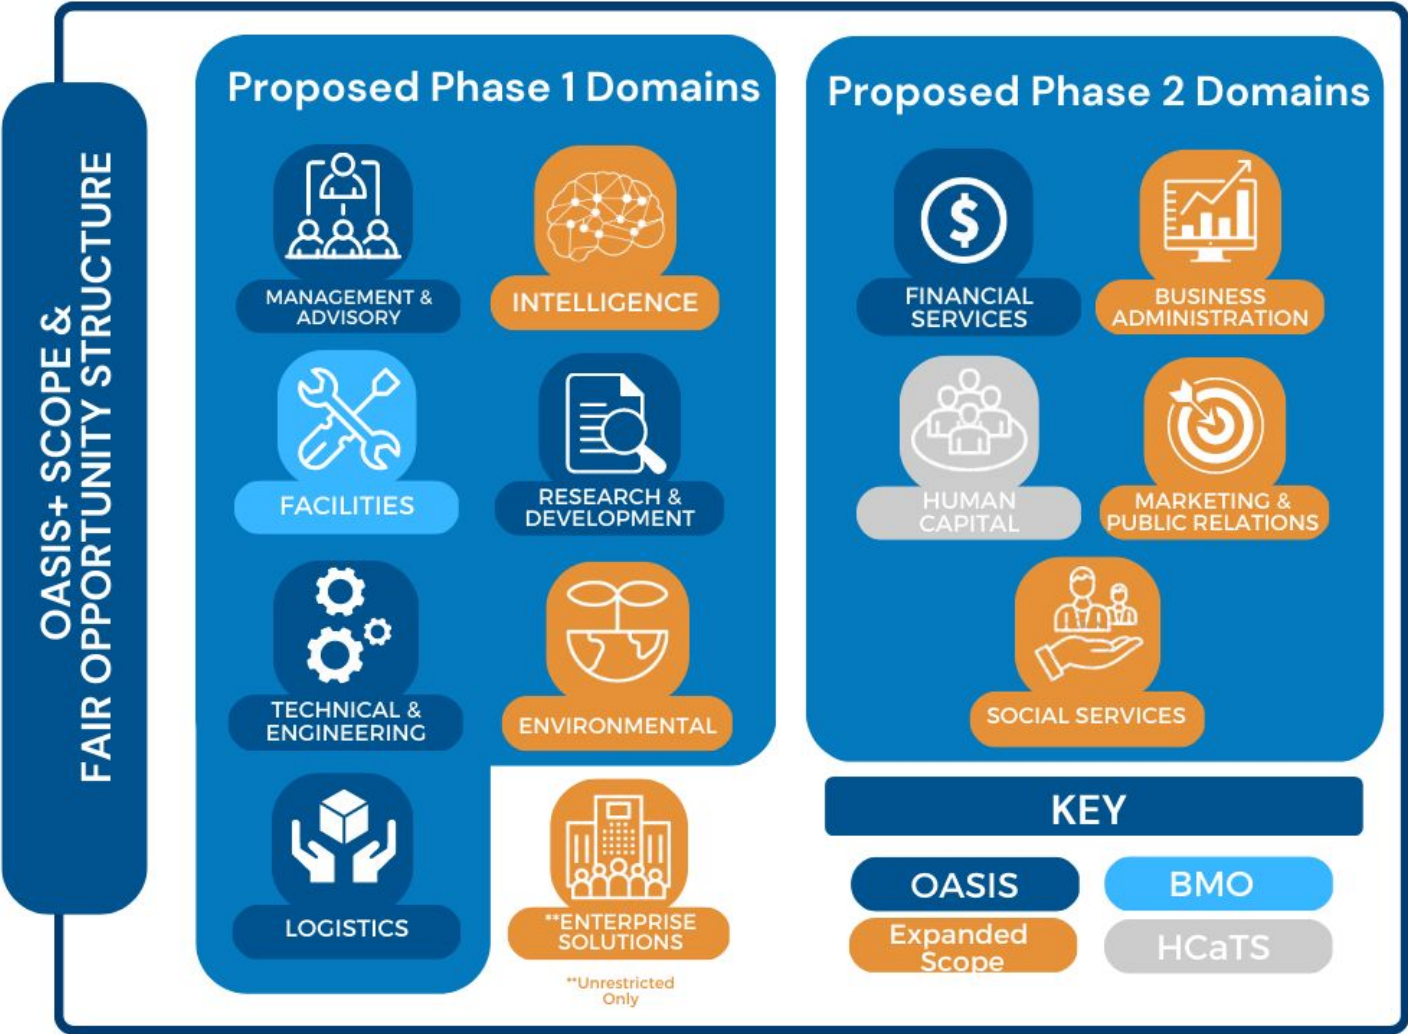 OASIS+ SCOPE &
FAIR OPPORTUNITY STRUCTURE
Proposed Phase 1 Domains
MANAGEMENT &
ADVISORY
INTELLIGENCE
FACILITIES
RESEARCH &
DEVELOPMENT
TECHNICAL &
ENGINEERING
ENVIRONMENTAL
LOGISTICS
**ENTERPRISE
SOLUTIONS
**Unrestricted
Only
Proposed Phase 2 Domains
$
FINANCIAL
SERVICES
BUSINESS
ADMINISTRATION
HUMAN
CAPITAL
MARKETING &
PUBLIC RELATIONS
SOCIAL SERVICES
KEY
OASIS
BMO
Expanded
Scope
HCaTS